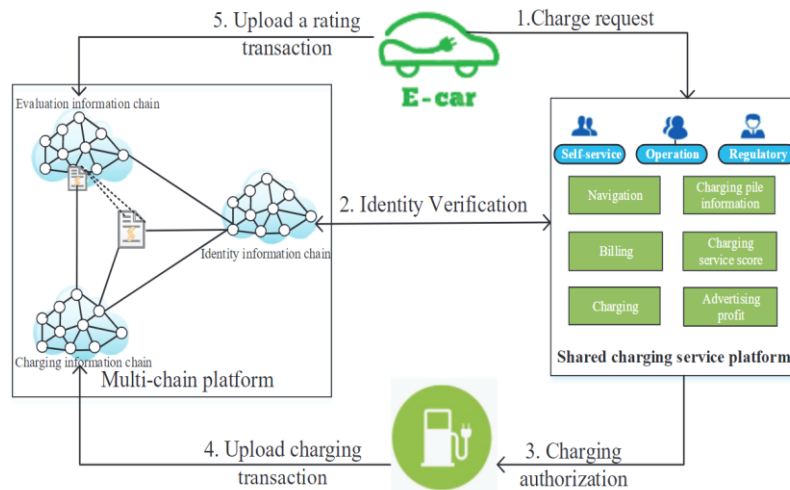 5. Upload a rating
transaction
1.Charge request
E-car
Evaluation information chain
Identity information chain
Charging information chain
Multi-chain platform
2. Identity Verification
Self-service
Operation
Regulatory
Navigation
Charging pile
information
Billing
Charging
service score
Charging
Advertising
profit
Shared charging service platform
4. Upload charging
transaction
3. Charging
authorization